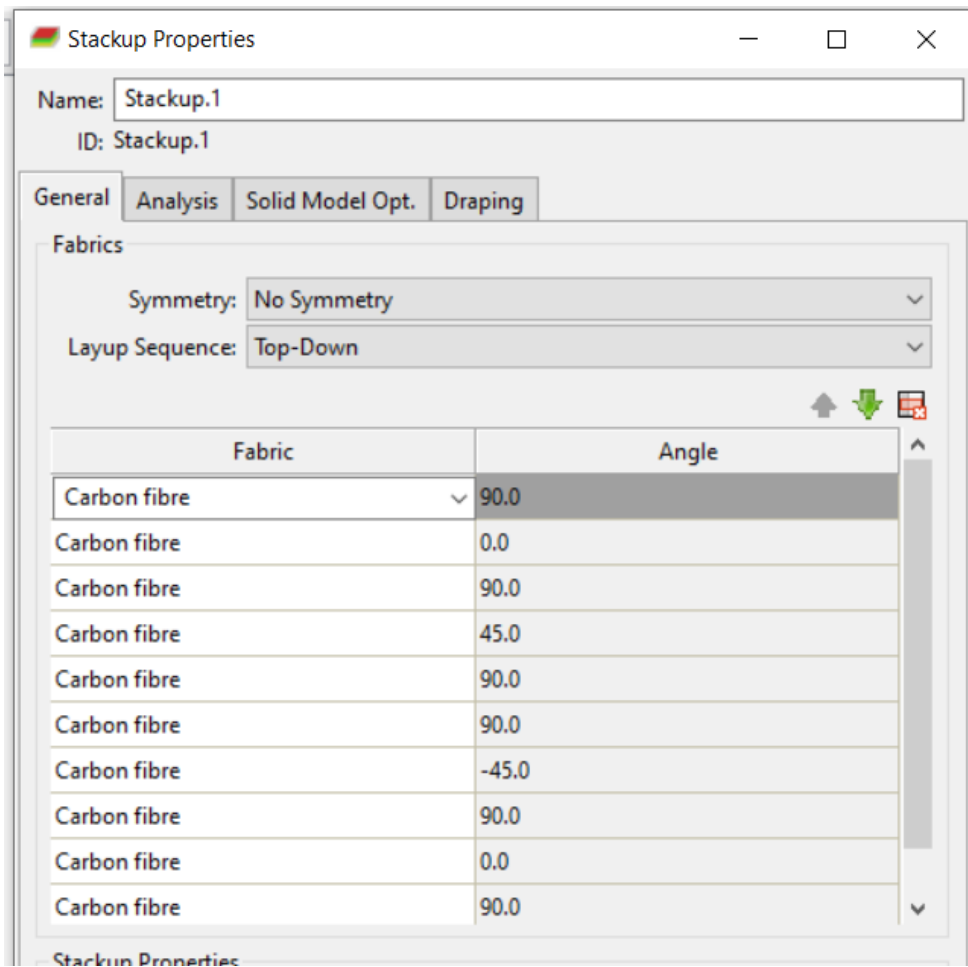 Stackup Properties
Name: Stackup.1
ID: Stackup.1
General Analysis Solid Model Opt. Draping
Fabrics
Symmetry: No Symmetry
Layup Sequence: Top-Down
Fabric Angle
Carbon fibre 90.0
Carbon fibre 0.0
Carbon fibre 90.0
Carbon fibre 45.0
Carbon fibre 90.0
Carbon fibre 90.0
Carbon fibre -45.0
Carbon fibre 90.0
Carbon fibre 0.0
Carbon fibre 90.0
Stackup Properties